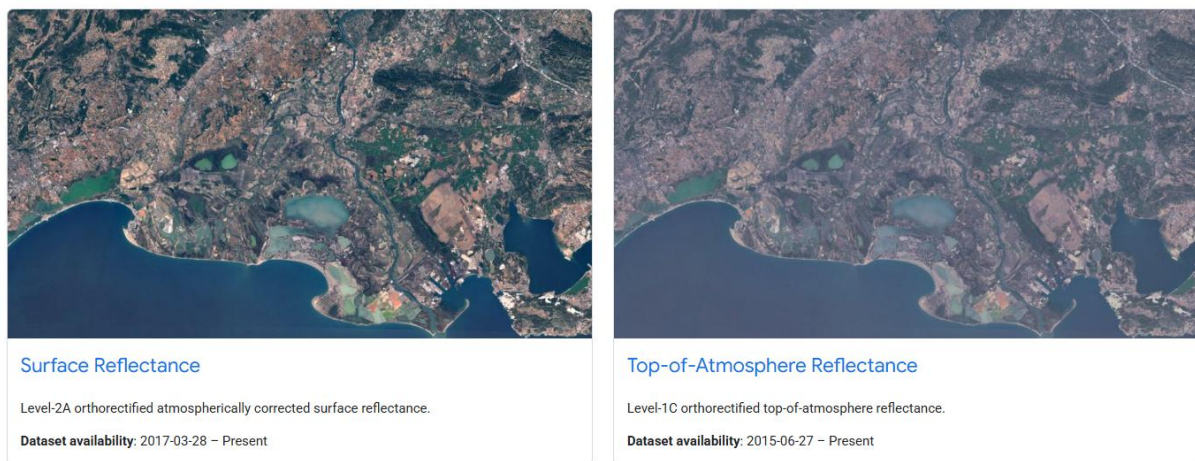 Surface Reflectance
Level-2A orthorectified atmospherically corrected surface reflectance.
Dataset availability: 2017-03-28 – Present
Top-of-Atmosphere Reflectance
Level-1C orthorectified top-of-atmosphere reflectance.
Dataset availability: 2015-06-27 – Present